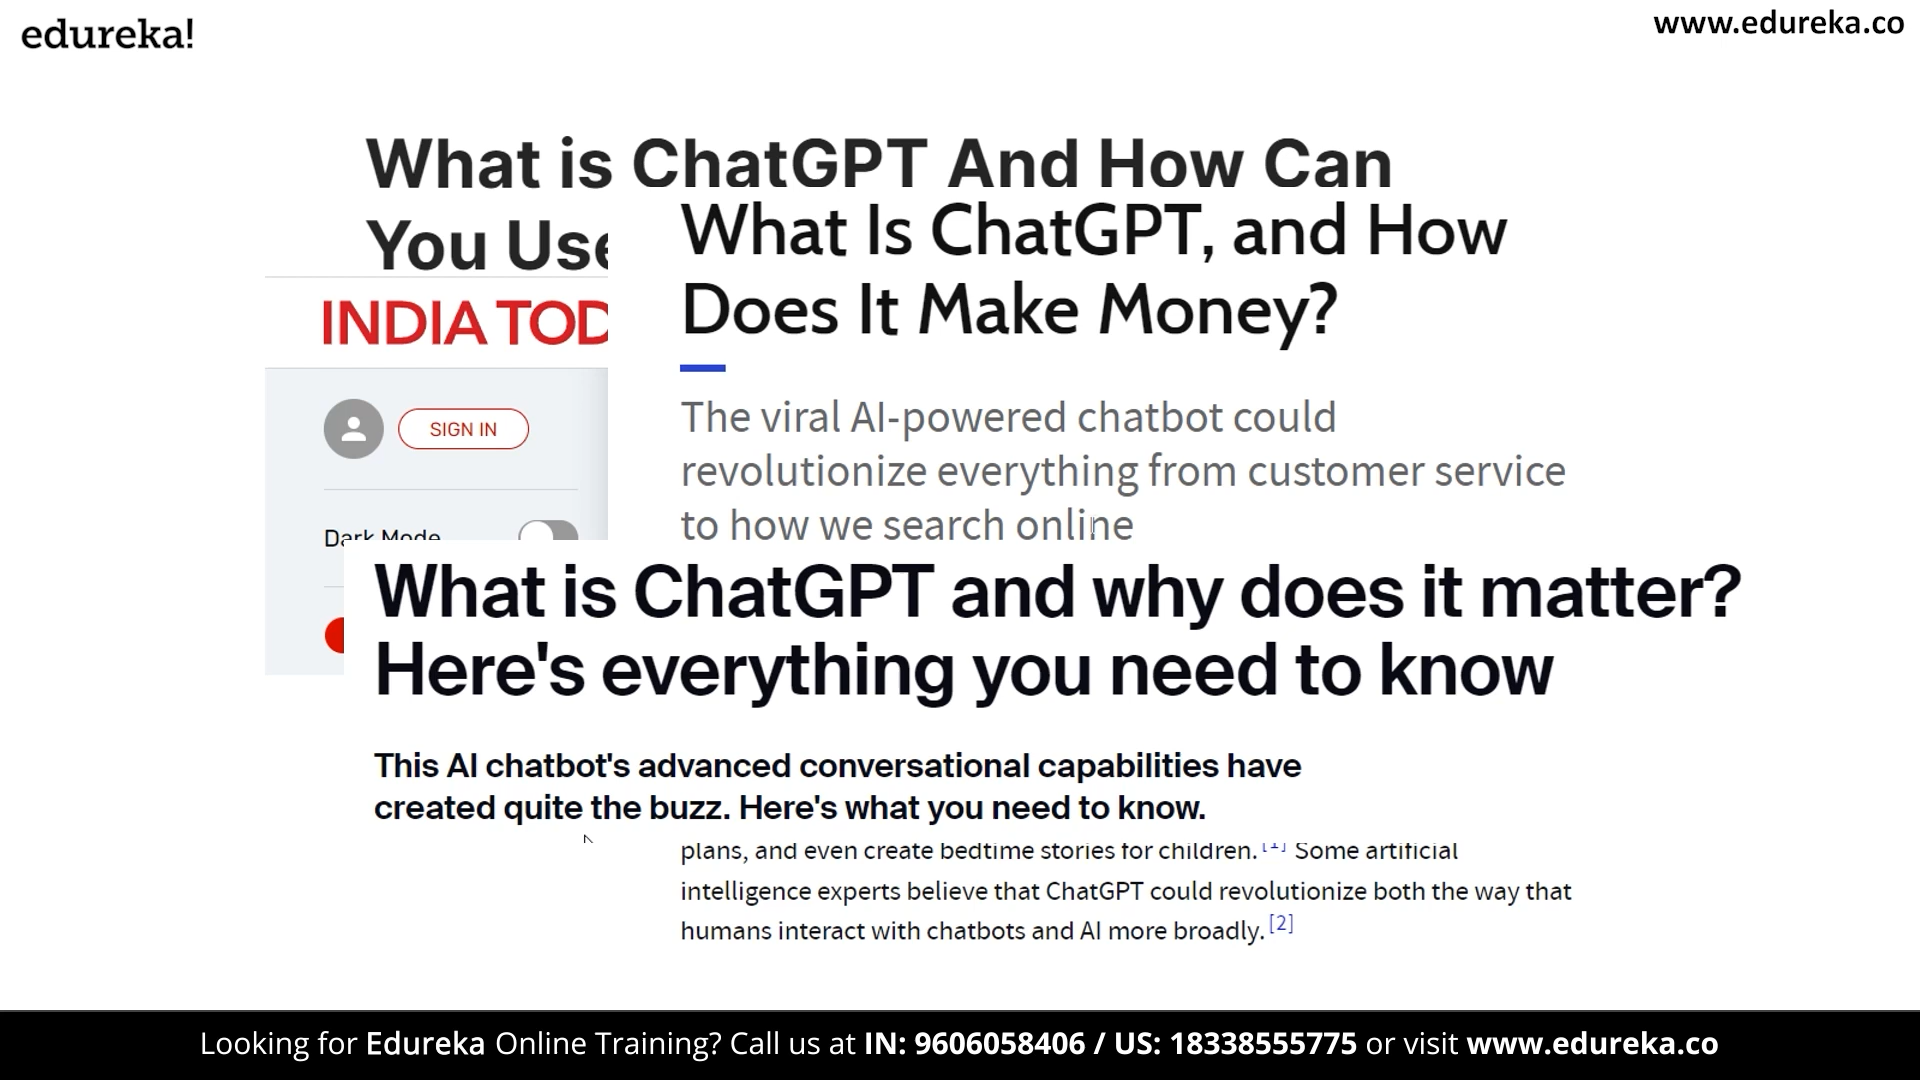 edureka!
www.edureka.co
What is ChatGPT And How Can
You Use
What Is ChatGPT, and How
Does It Make Money?
INDIA TOD
The viral AI-powered chatbot could
revolutionize everything from customer service
to how we search online
SIGN IN
Dark Mode
What is ChatGPT and why does it matter?
Here's everything you need to know
This AI chatbot's advanced conversational capabilities have
created quite the buzz. Here's what you need to know.
plans, and even create bedtime stories for children. [1] Some artificial
intelligence experts believe that ChatGPT could revolutionize both the way that
humans interact with chatbots and AI more broadly. [2]
Looking for Edureka Online Training? Call us at IN: 9606058406 / US: 18338555775 or visit www.edureka.co